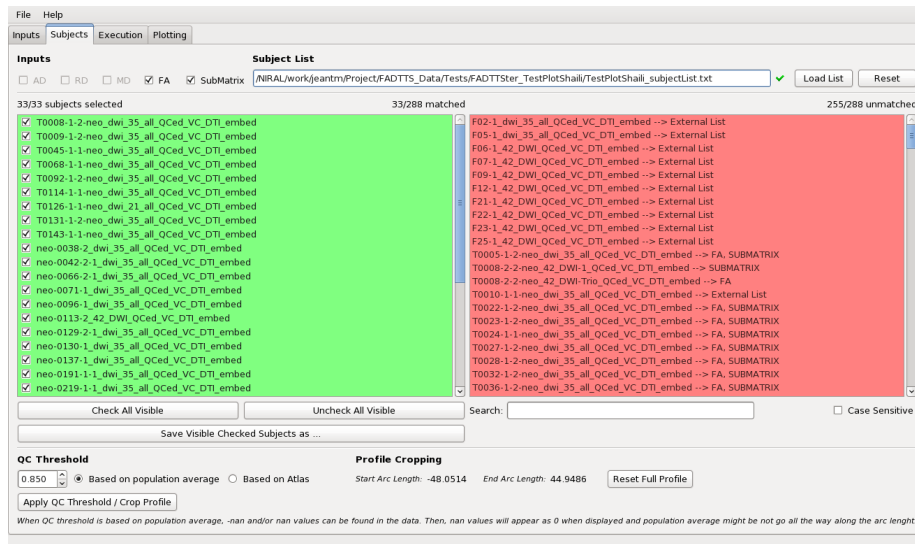 File Help
Inputs Subjects Execution Plotting
Inputs Subject List
AD RD MD FA SubMatrix /NIRAL/work/jeantm/Project/FADTTS_Data/Tests/FADTTSter_TestPlotShaili/TestPlotShaili_subjectList.txt Load List Reset
33/33 subjects selected 33/288 matched 255/288 unmatched
T0008-1-2-neo_dwi_35_all_QCed_VC_DTI_embed
T0009-1-2-neo_dwi_35_all_QCed_VC_DTI_embed
T0045-1-1-neo_dwi_35_all_QCed_VC_DTI_embed
T0068-1-1-neo_dwi_35_all_QCed_VC_DTI_embed
T0092-1-2-neo_dwi_35_all_QCed_VC_DTI_embed
T0114-1-1-neo_dwi_35_all_QCed_VC_DTI_embed
T0126-1-1-neo_dwi_21_all_QCed_VC_DTI_embed
T0131-1-2-neo_dwi_35_all_QCed_VC_DTI_embed
T0143-1-1-neo_dwi_35_all_QCed_VC_DTI_embed
neo-0038-2_dwi_35_all_QCed_VC_DTI_embed
neo-0042-2-1_dwi_35_all_QCed_VC_DTI_embed
neo-0066-2-1_dwi_35_all_QCed_VC_DTI_embed
neo-0071-1_dwi_35_all_QCed_VC_DTI_embed
neo-0096-1_dwi_35_all_QCed_VC_DTI_embed
neo-0113-2_42_DWI_QCed_VC_DTI_embed
neo-0129-2-1_dwi_35_all_QCed_VC_DTI_embed
neo-0130-1_dwi_35_all_QCed_VC_DTI_embed
neo-0137-1_dwi_35_all_QCed_VC_DTI_embed
neo-0191-1-1_dwi_35_all_QCed_VC_DTI_embed
neo-0219-1-1_dwi_35_all_QCed_VC_DTI_embed
F02-1_dwi_35_all_QCed_VC_DTI_embed --> External List
F05-1_dwi_35_all_QCed_VC_DTI_embed --> External List
F06-1_42_DWI_QCed_VC_DTI_embed --> External List
F07-1_42_DWI_QCed_VC_DTI_embed --> External List
F09-1_42_DWI_QCed_VC_DTI_embed --> External List
F12-1_42_DWI_QCed_VC_DTI_embed --> External List
F21-1_42_DWI_QCed_VC_DTI_embed --> External List
F22-1_42_DWI_QCed_VC_DTI_embed --> External List
F23-1_42_DWI_QCed_VC_DTI_embed --> External List
F25-1_42_DWI_QCed_VC_DTI_embed --> External List
T0005-1-2-neo_dwi_35_all_QCed_VC_DTI_embed --> FA, SUBMATRIX
T0008-2-2-neo_42_DWI-1_QCed_VC_DTI_embed --> SUBMATRIX
T0008-2-2-neo_42_DWI-Trio_QCed_VC_DTI_embed --> FA
T0010-1-1-neo_dwi_35_all_QCed_VC_DTI_embed --> External List
T0022-1-2-neo_dwi_35_all_QCed_VC_DTI_embed --> FA, SUBMATRIX
T0023-1-2-neo_dwi_35_all_QCed_VC_DTI_embed --> FA, SUBMATRIX
T0024-1-1-neo_dwi_35_all_QCed_VC_DTI_embed --> FA, SUBMATRIX
T0027-1-2-neo_dwi_35_all_QCed_VC_DTI_embed --> FA, SUBMATRIX
T0028-1-2-neo_dwi_35_all_QCed_VC_DTI_embed --> FA, SUBMATRIX
T0032-1-2-neo_dwi_35_all_QCed_VC_DTI_embed --> FA, SUBMATRIX
T0036-1-2-neo_dwi_35_all_QCed_VC_DTI_embed --> FA, SUBMATRIX
Check All Visible Uncheck All Visible Search: Case Sensitive
Save Visible Checked Subjects as ...
QC Threshold Profile Cropping
0.850 Based on population average Based on Atlas Start Arc Length: -48.0514 End Arc Length: 44.9486 Reset Full Profile
Apply QC Threshold / Crop Profile
When QC threshold is based on population average, -nan and/or nan values can be found in the data. Then, nan values will appear as 0 when displayed and population average might be not go all the way along the arc lenght